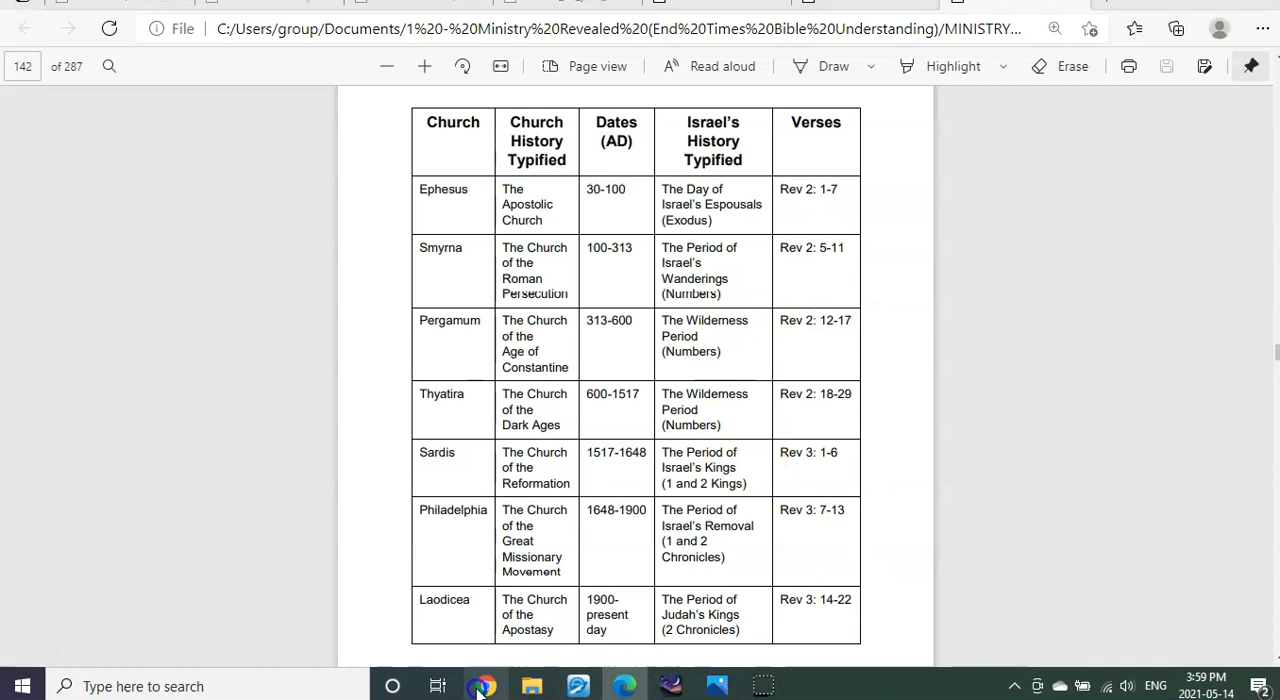 File
C:/Users/group/Documents/1%20-%20Ministry%20Revealed%20(End%20Times%20Bible%20Understanding)/MINISTRY...
142 of 287
Page view
Read aloud
Draw
Highlight
Erase
Church Church History Typified Dates (AD) Israel's History Typified Verses
Ephesus The Apostolic Church 30-100 The Day of Israel's Espousals (Exodus) Rev 2: 1-7
Smyrna The Church of the Roman Persecution 100-313 The Period of Israel's Wanderings (Numbers) Rev 2: 5-11
Pergamum The Church of the Age of Constantine 313-600 The Wilderness Period (Numbers) Rev 2: 12-17
Thyatira The Church of the Dark Ages 600-1517 The Wilderness Period (Numbers) Rev 2: 18-29
Sardis The Church of the Reformation 1517-1648 The Period of Israel's Kings (1 and 2 Kings) Rev 3: 1-6
Philadelphia The Church of the Great Missionary Movement 1648-1900 The Period of Israel's Removal (1 and 2 Chronicles) Rev 3: 7-13
Laodicea The Church of the Apostasy 1900-present day The Period of Judah's Kings (2 Chronicles) Rev 3: 14-22
Type here to search
ENG
3:59 PM
2021-05-14
2